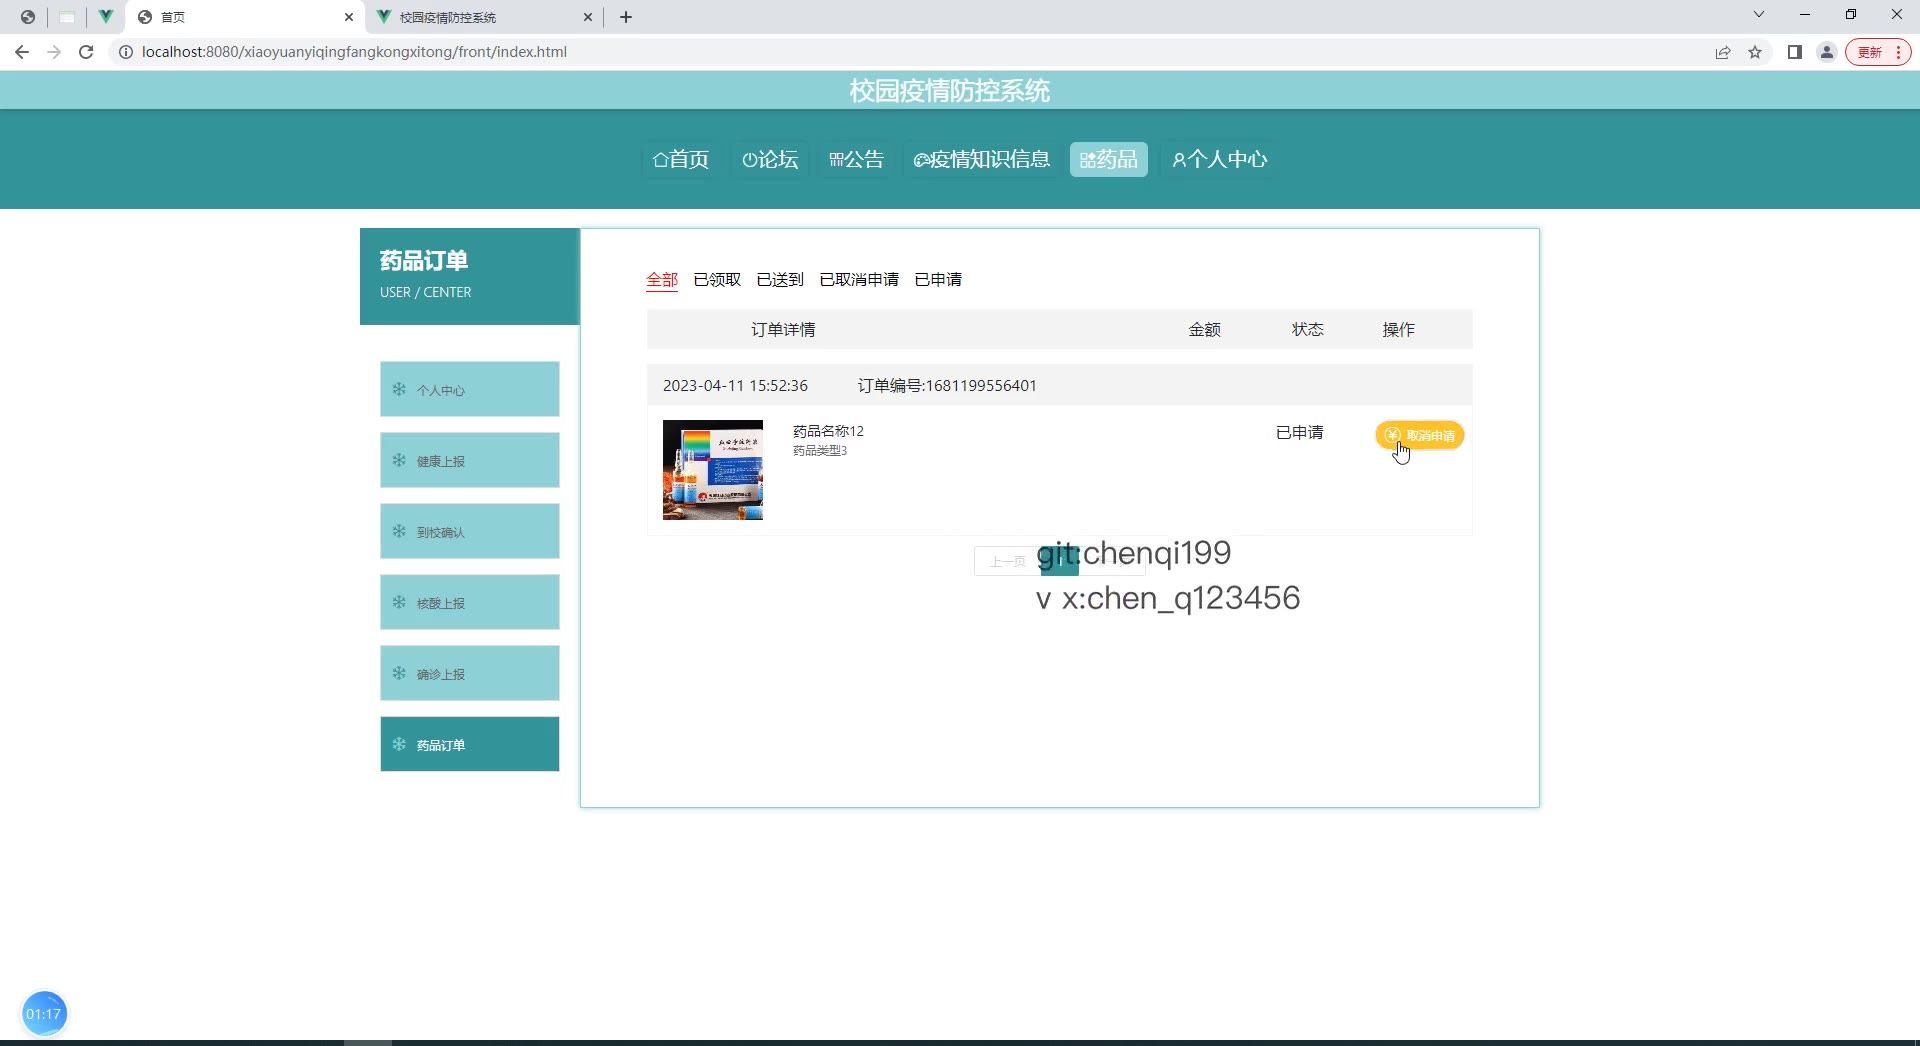 首页
校园疫情防控系统
localhost:8080/xiaoyuanyiqingfangkongxitong/front/index.html
更新
校园疫情防控系统
首页 论坛 公告 疫情知识信息 药品 个人中心
药品订单
USER / CENTER
个人中心
健康上报
到校确认
核酸上报
确诊上报
药品订单
全部 已领取 已送到 已取消申请 已申请
订单详情 金额 状态 操作
2023-04-11 15:52:36 订单编号:1681199556401
药品名称12
药品类型3
已申请
取消申请
上一页
git:chenqi199
v x:chen_q123456
01:17